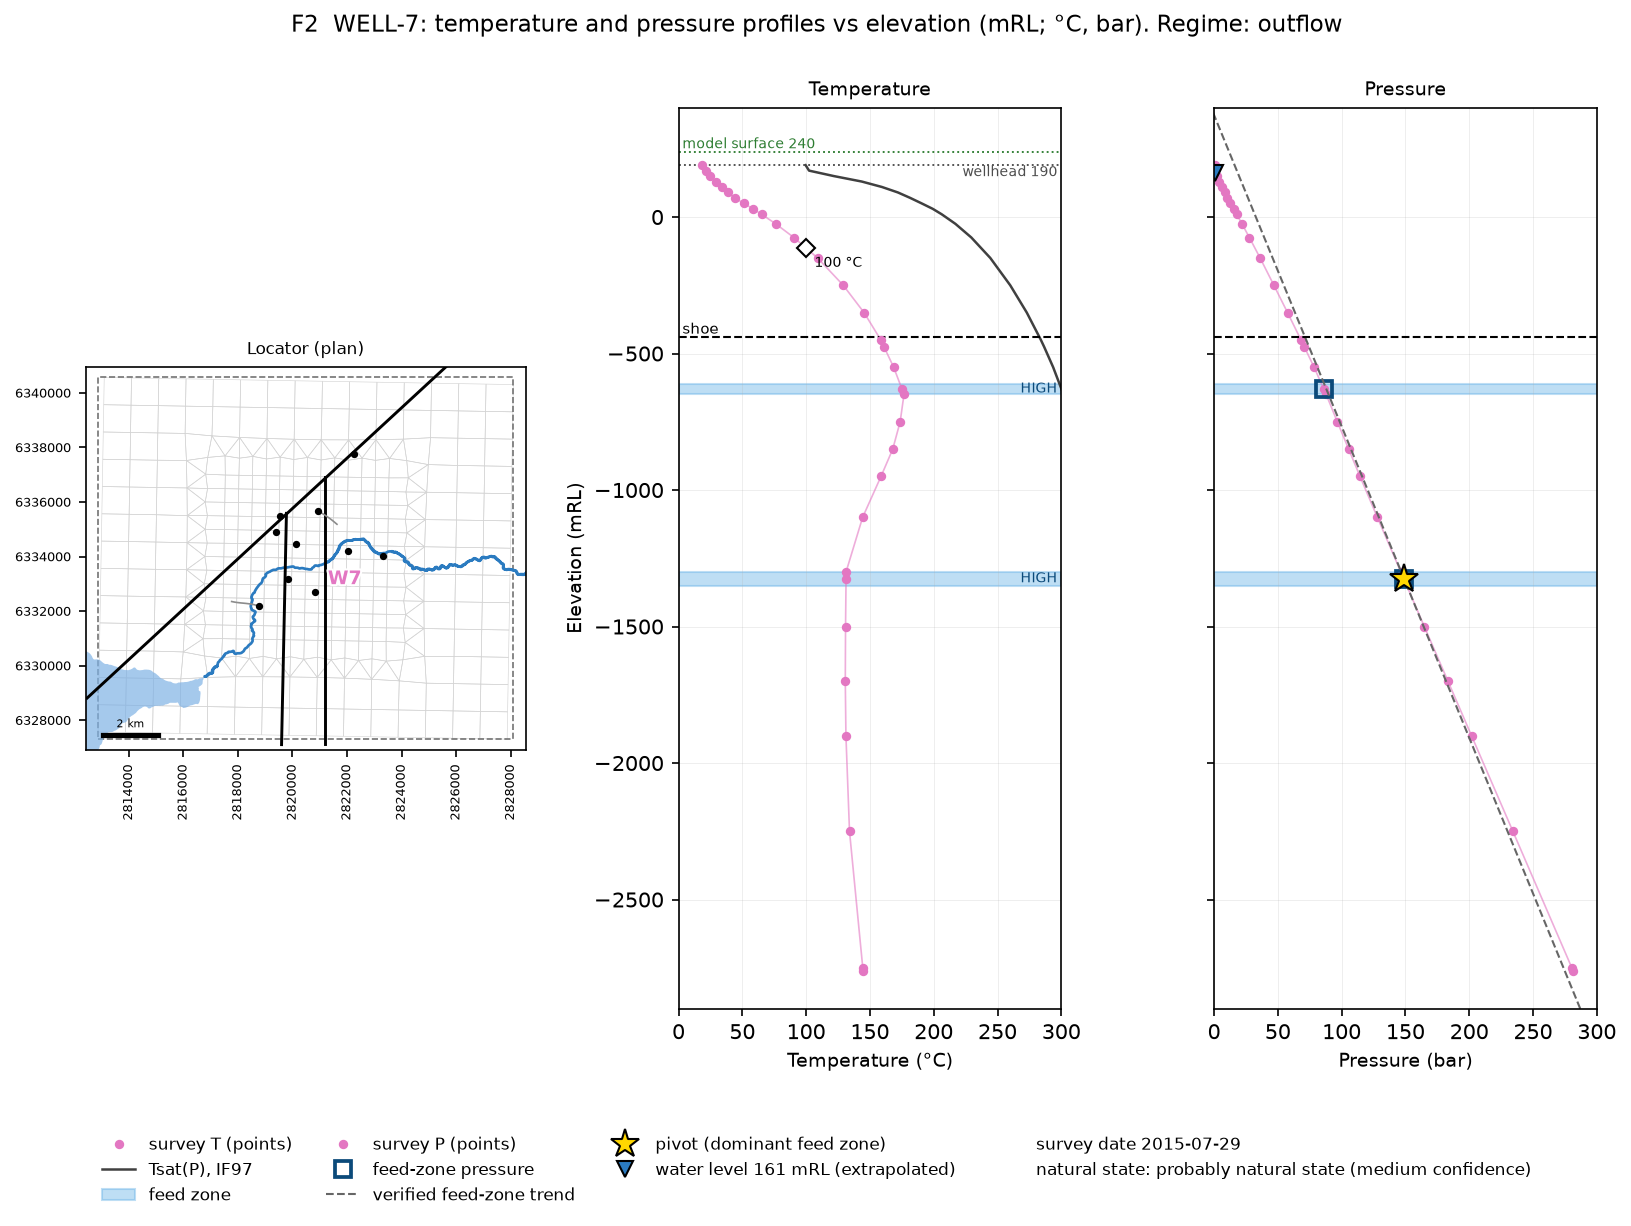 F2  WELL-7: temperature and pressure profiles vs elevation (mRL; °C, bar). Regime: outflow
Locator (plan)
6340000
6338000
6336000
6334000
6332000
6330000
6328000
W7
2 km
2814000
2816000
2818000
2820000
2822000
2824000
2826000
2828000
Temperature
model surface 240
wellhead 190
100 °C
shoe
HIGH
HIGH
Elevation (mRL)
0
−500
−1000
−1500
−2000
−2500
0 50 100 150 200 250 300
Temperature (°C)
Pressure
0 50 100 150 200 250 300
Pressure (bar)
survey T (points)
Tsat(P), IF97
feed zone
survey P (points)
feed-zone pressure
verified feed-zone trend
pivot (dominant feed zone)
water level 161 mRL (extrapolated)
survey date 2015-07-29
natural state: probably natural state (medium confidence)